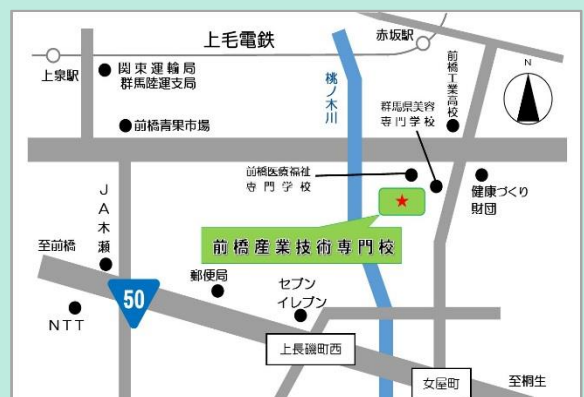 上毛電鉄
赤坂駅
上泉駅
関東運輸局
群馬陸運支局
桃ノ木川
前橋工業高校
N
群馬県美容
専門学校
前橋青果市場
前橋医療福祉
専門学校
健康づくり
財団
JA木瀬
前橋産業技術専門校
至前橋
郵便局
セブン
イレブン
50
NTT
上長磯町西
女屋町
至桐生